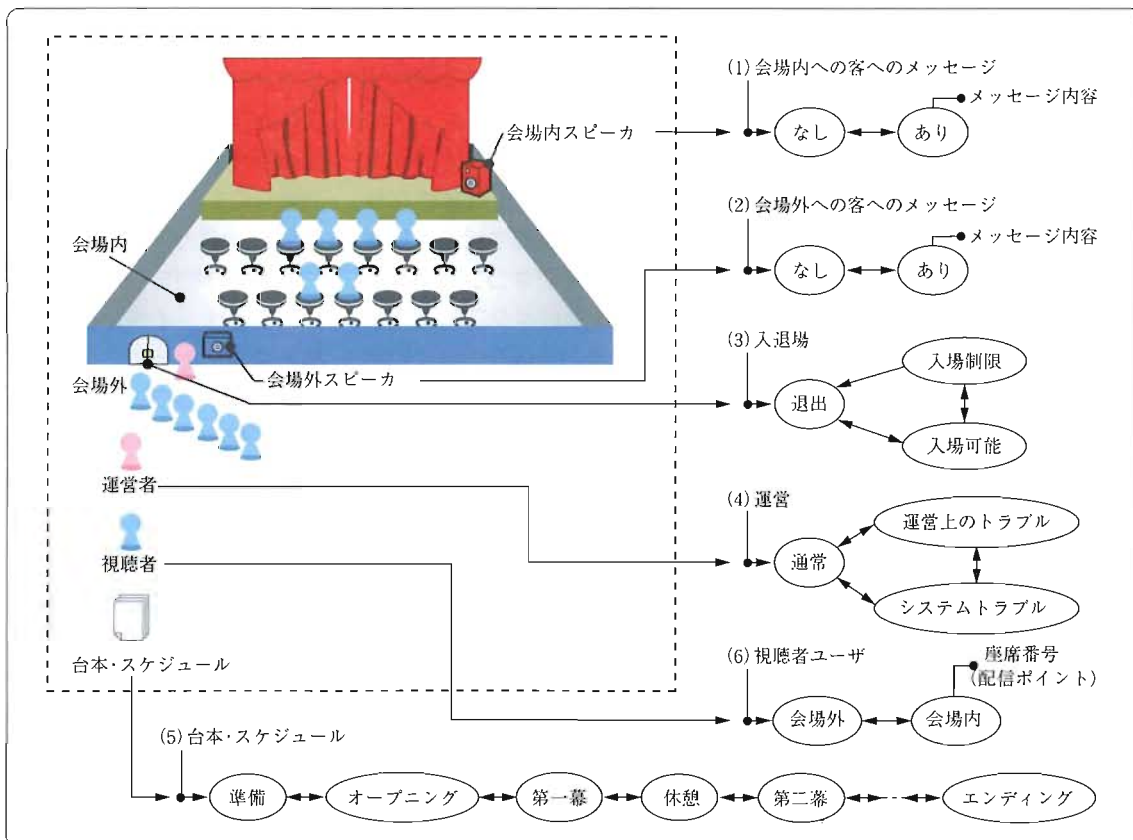 (1)会場内への客へのメッセージ
メッセージ内容
なし
あり
会場内スピーカ
(2)会場外への客へのメッセージ
メッセージ内容
なし
あり
会場内
(3)入退場
入場制限
退出
入場可能
会場外スピーカ
会場外
運営者
(4)運営
運営上のトラブル
通常
システムトラブル
視聴者
台本・スケジュール
(6)視聴者ユーザ
座席番号
(配信ポイント)
会場外
会場内
(5)台本・スケジュール
準備
オープニング
第一幕
休憩
第二幕
エンディング